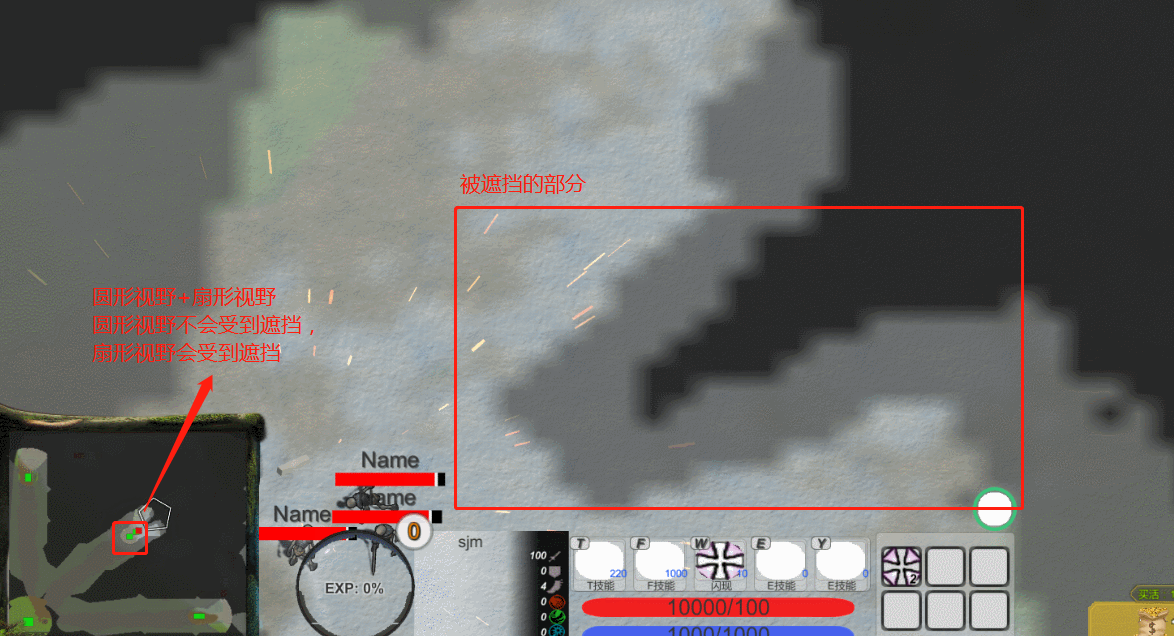 被遮挡的部分
圆形视野+扇形视野
圆形视野不会受到遮挡，
扇形视野会受到遮挡
Name
Name
Name
0
sjm
EXP: 0%
100
0
4
0
0
0
T
220
T技能
F
1000
F技能
W
10
闪现
E
0
E技能
Y
0
E技能
10000/100
1000/1000
2
买活